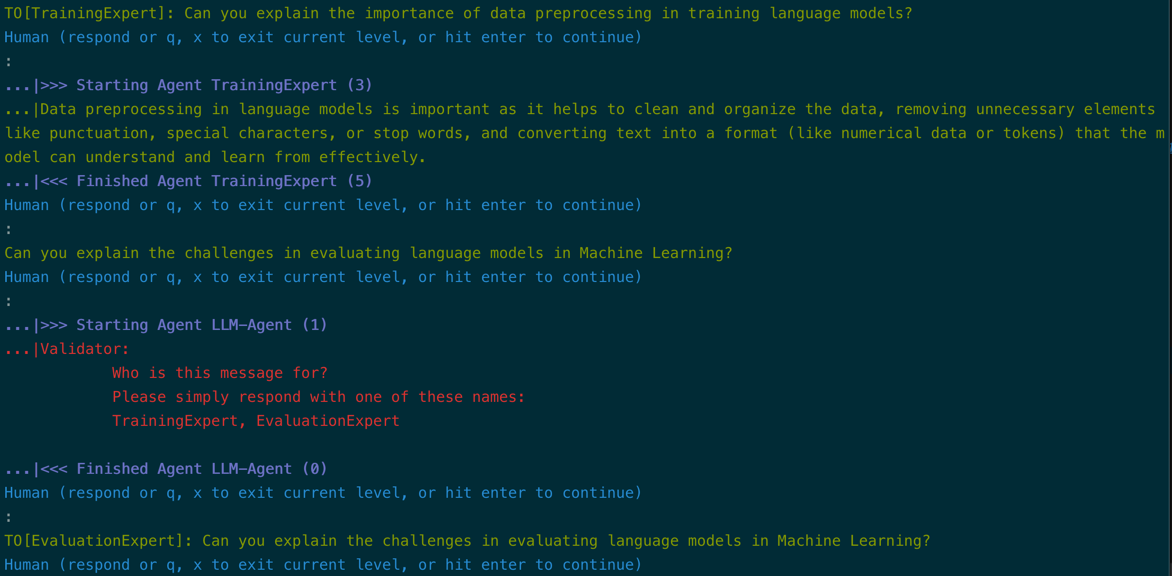 TO[TrainingExpert]: Can you explain the importance of data preprocessing in training language models?
Human (respond or q, x to exit current level, or hit enter to continue)
:
...|>>> Starting Agent TrainingExpert (3)
...|Data preprocessing in language models is important as it helps to clean and organize the data, removing unnecessary elements
like punctuation, special characters, or stop words, and converting text into a format (like numerical data or tokens) that the m
odel can understand and learn from effectively.
...|<<< Finished Agent TrainingExpert (5)
Human (respond or q, x to exit current level, or hit enter to continue)
:
Can you explain the challenges in evaluating language models in Machine Learning?
Human (respond or q, x to exit current level, or hit enter to continue)
:
...|>>> Starting Agent LLM-Agent (1)
...|Validator:
Who is this message for?
Please simply respond with one of these names:
TrainingExpert, EvaluationExpert
...|<<< Finished Agent LLM-Agent (0)
Human (respond or q, x to exit current level, or hit enter to continue)
:
TO[EvaluationExpert]: Can you explain the challenges in evaluating language models in Machine Learning?
Human (respond or q, x to exit current level, or hit enter to continue)